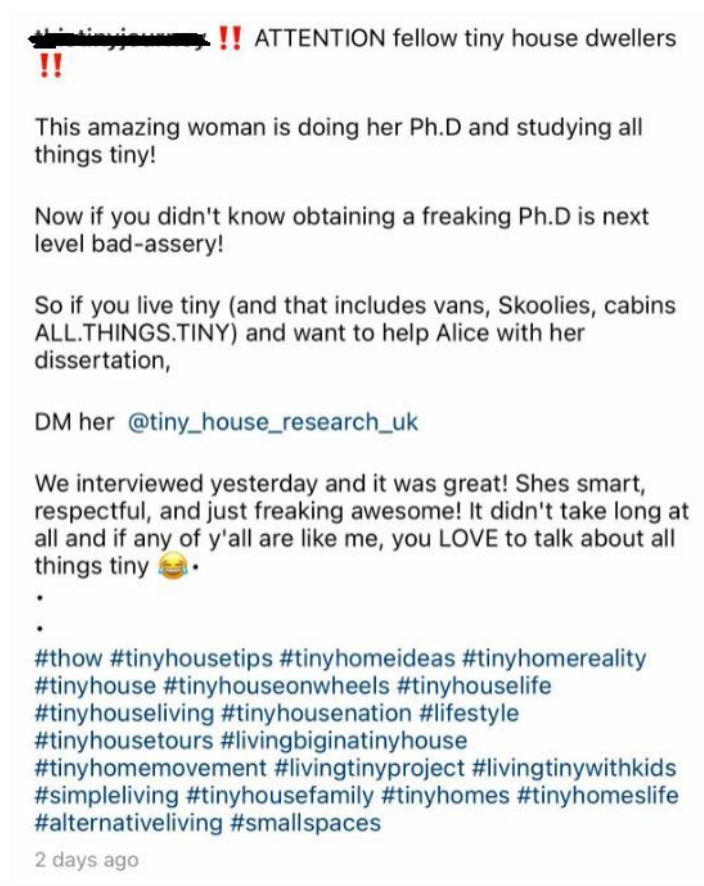 ‼️ ATTENTION fellow tiny house dwellers
‼️
This amazing woman is doing her Ph.D and studying all
things tiny!
Now if you didn't know obtaining a freaking Ph.D is next
level bad-assery!
So if you live tiny (and that includes vans, Skoolies, cabins
ALL.THINGS.TINY) and want to help Alice with her
dissertation,
DM her @tiny_house_research_uk
We interviewed yesterday and it was great! Shes smart,
respectful, and just freaking awesome! It didn't take long at
all and if any of y'all are like me, you LOVE to talk about all
things tiny 😂.
.
.
#thow #tinyhousetips #tinyhomeideas #tinyhomereality
#tinyhouse #tinyhouseonwheels #tinyhouselife
#tinyhouseliving #tinyhousenation #lifestyle
#tinyhousetours #livingbiginatinyhouse
#tinyhomemovement #livingtinyproject #livingtinywithkids
#simpleliving #tinyhousefamily #tinyhomes #tinyhomeslife
#alternativeliving #smallspaces
2 days ago